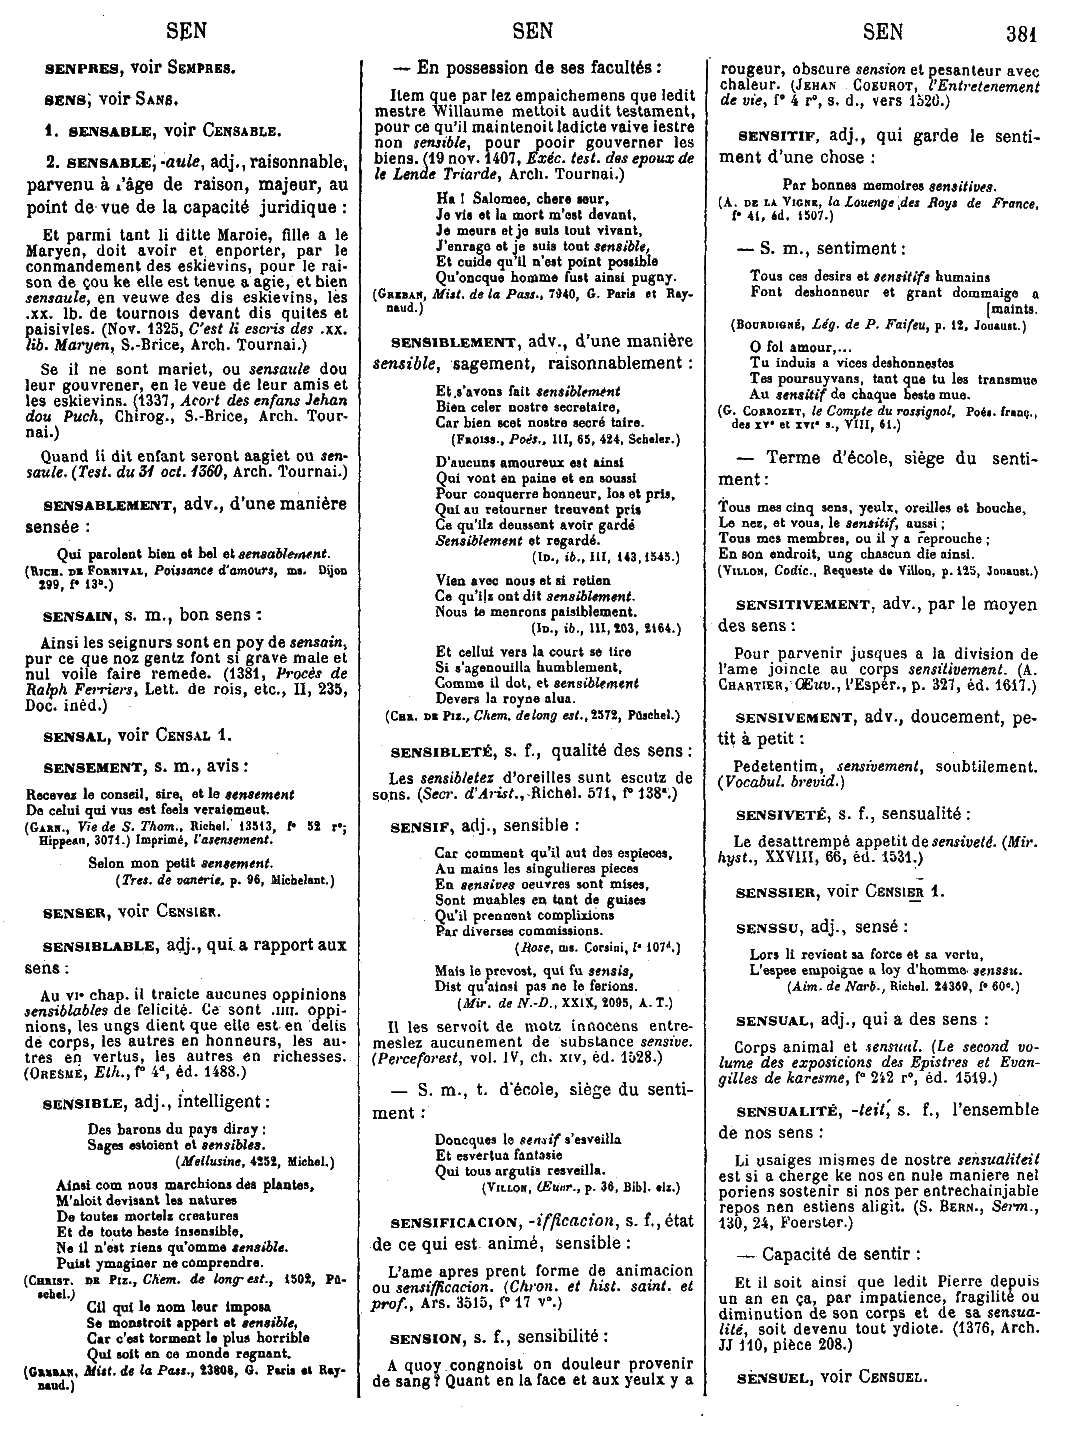 SEN
SENPRES, voir SEMPRES.
SENS, voir SANS.
1. SENSABLE, voir CENSABLE.
2. SENSABLE, -aule, adj., raisonnable,
parvenu à l'âge de raison, majeur, au
point de vue de la capacité juridique :
Et parmi tant li ditte Maroie, fille a le
Maryen, doit avoir et enporter, par le
conmandement des eskievins, pour le rai-
son de çou ke elle est tenue a agie, et bien
sensaule, en veuwe des dis eskievins, les
.xx. lb. de tournois devant dis quites et
paisivles. (Nov. 1325, C'est li escris des .xx.
lib. Maryen, S.-Brice, Arch. Tournai.)
Se il ne sont mariet, ou sensaule dou
leur gouvrener, en le veue de leur amis et
les eskievins. (1337, Acort des enfans Jehan
dou Puch, Chirog., S.-Brice, Arch. Tour-
nai.)
Quand li dit enfant seront aagiet ou sen-
saule. (Test. du 31 oct. 1360, Arch. Tournai.)
SENSABLEMENT, adv., d'une manière
sensée :
Qui parolent bien et bel et sensablement.
(RICH. DE FORNIVAL, Poissance d'amours, ms. Dijon
299, f° 13ª.)
SENSAIN, s. m., bon sens :
Ainsi les seignurs sont en poy de sensain,
pur ce que noz gentz font si grave male et
nul voile faire remede. (1381, Procès de
Ralph Ferriers, Lett. de rois, etc., II, 235,
Doc. inéd.)
SENSAL, voir CENSAL 1.
SENSEMENT, s. m., avis :
Recevez le conseil, sire, et le sensement
De celui qui vus est feels veraiement.
(GARN., Vie de S. Thom., Richel. 13513, f° 52 r°;
Hippeau, 3071.) Imprimé, l'asensement.
Selon mon petit sensement.
(Tres. de vanerie, p. 96, Michelant.)
SENSER, voir CENSIER.
SENSIBLABLE, adj., qui a rapport aux
sens :
Au VIᵉ chap. il traicte aucunes oppinions
sensiblables de felicité. Ce sont .IIII. oppi-
nions, les ungs dient que elle est en delis
de corps, les autres en honneurs, les au-
tres en vertus, les autres en richesses.
(ORESME, Eth., f° 4ᵈ, éd. 1488.)
SENSIBLE, adj., intelligent :
Des barons du pays diray :
Sages estoient et sensibles.
(Mellusine, 4252, Michel.)
Ainsi com nous marchions des plantes,
M'aloit devisant les natures
De toutes mortelz creatures
Et de toute beste insensible,
Ne il n'est riens qu'omme sensible.
Puist ymaginer ne comprendre.
(CHRIST. DE PIZ., Chem. de long est., 1502, Pü-
schel.)
Cil qui le nom leur imposa
Se monstroit appert et sensible,
Car c'est torment le plus horrible
Qui soit en ce monde regnant.
(GREBAN, Mist. de la Pass., 23808, G. Paris et Ray-
naud.)
SEN
— En possession de ses facultés :
Item que par lez empaichemens que ledit
mestre Willaume mettoit audit testament,
pour ce qu'il maintenoit ladicte vaive iestre
non sensible, pour pooir gouverner les
biens. (19 nov. 1407, Exéc. test. des epoux de
le Lende Triarde, Arch. Tournai.)
Ha ! Salomee, chere seur,
Je vis et la mort m'est devant,
Je meurs et je suis tout vivant,
J'enrage et je suis tout sensible,
Et cuide qu'il n'est point possible
Qu'oncque homme fust ainsi pugny.
(GREBAN, Mist. de la Pass., 7940, G. Paris et Ray-
naud.)
SENSIBLEMENT, adv., d'une manière
sensible, sagement, raisonnablement :
Et s'avons fait sensiblement
Bien celer nostre secretaire,
Car bien scet nostre secré taire.
(FROISS., Poés., III, 65, 424, Scheler.)
D'aucuns amoureux est ainsi
Qui vont en paine et en soussi
Pour conquerre honneur, los et pris,
Qui au retourner treuvent pris
Ce qu'ilz deussent avoir gardé
Sensiblement et regardé.
(ID., ib., III, 143, 1545.)
Vien avec nous et si retien
Ce qu'ilz ont dit sensiblement.
Nous te menrons paisiblement.
(ID., ib., III, 203, 2164.)
Et cellui vers la court se tire
Si s'agenouilla humblement,
Comme il dot, et sensiblement
Devers la royne alua.
(CHR. DE PIZ., Chem. de long est., 2572, Püschel.)
SENSIBLETÉ, s. f., qualité des sens :
Les sensibletez d'oreilles sunt escutz de
sons. (Secr. d'Arist., Richel. 571, f° 138ª.)
SENSIF, adj., sensible :
Car comment qu'il aut des especes,
Au mains les singulieres pieces
En sensives oeuvres sont mises,
Sont muables en tant de guises
Qu'il prennent complixions
Par diverses commissions.
(Rose, ms. Corsini, f° 107ᵈ.)
Mais le prevost, qui fu sensis,
Dist qu'ainsi pas ne le ferions.
(Mir. de N.-D., XXIX, 2095, A. T.)
Il les servoit de motz innocens entre-
meslez aucunement de substance sensive.
(Perceforest, vol. IV, ch. XIV, éd. 1528.)
— S. m., t. d'école, siège du senti-
ment :
Doncques le sensif s'esveilla
Et esvertua fantasie
Qui tous argutis resveilla.
(VILLON, Œuvr., p. 36, Bibl. elz.)
SENSIFICACION, -ifficacion, s. f., état
de ce qui est animé, sensible :
L'ame apres prent forme de animacion
ou sensifficacion. (Chron. et hist. saint. et
prof., Ars. 3515, f° 17 v°.)
SENSION, s. f., sensibilité :
A quoy congnoist on douleur provenir
de sang ? Quant en la face et aux yeulx y a
SEN 381
rougeur, obscure sension et pesanteur avec
chaleur. (JEHAN COEUROT, l'Entretenement
de vie, f° 4 r°, s. d., vers 1520.)
SENSITIF, adj., qui garde le senti-
ment d'une chose :
Par bonnes memoires sensitives.
(A. DE LA VIGNE, la Louenge des Roys de France,
f° 41, éd. 1507.)
— S. m., sentiment :
Tous ces desirs et sensitifs humains
Font deshonneur et grant dommaige a
[maints.
(BOURDIGNÉ, Lég. de P. Faifeu, p. 12, Jouaust.)
O fol amour,...
Tu induis a vices deshonnestes
Tes poursuyvans, tant que tu les transmue
Au sensitif de chaque beste mue.
(G. CORROZET, le Compte du rossignol, Poés. franç.,
des XVᵉ et XVIᵉ s., VIII, 61.)
— Terme d'école, siège du senti-
ment :
Tous mes cinq sens, yeulx, oreilles et bouche,
Le nez, et vous, le sensitif, aussi ;
Tous mes membres, ou il y a reprouche ;
En son endroit, ung chascun die ainsi.
(VILLON, Codic., Requeste de Villon, p. 125, Jouaust.)
SENSITIVEMENT, adv., par le moyen
des sens :
Pour parvenir jusques a la division de
l'ame joincte au corps sensitivement. (A.
CHARTIER, Œuv., l'Esper., p. 327, éd. 1617.)
SENSIVEMENT, adv., doucement, pe-
tit à petit :
Pedetentim, sensivement, soubtilement.
(Vocabul. brevid.)
SENSIVETÉ, s. f., sensualité :
Le desattrempé appetit de sensiveté. (Mir.
hyst., XXVIII, 66, éd. 1531.)
SENSSIER, voir CENSIER 1.
SENSSU, adj., sensé :
Lors li revient sa force et sa vertu,
L'espee empoigne a loy d'homme senssu.
(Aim. de Narb., Richel. 24369, f° 60ᵉ.)
SENSUAL, adj., qui a des sens :
Corps animal et sensual. (Le second vo-
lume des exposicions des Epistres et Evan-
gilles de karesme, f° 242 r°, éd. 1519.)
SENSUALITÉ, -teit, s. f., l'ensemble
de nos sens :
Li usaiges mismes de nostre sensualiteit
est si a cherge ke nos en nule maniere nel
poriens sostenir si nos per entrechainjable
repos nen estiens aligit. (S. BERN., Serm.,
130, 24, Foerster.)
— Capacité de sentir :
Et il soit ainsi que ledit Pierre depuis
un an en ça, par impatience, fragilité ou
diminution de son corps et de sa sensua-
lité, soit devenu tout ydiote. (1376, Arch.
JJ 110, pièce 208.)
SENSUEL, voir CENSUEL.